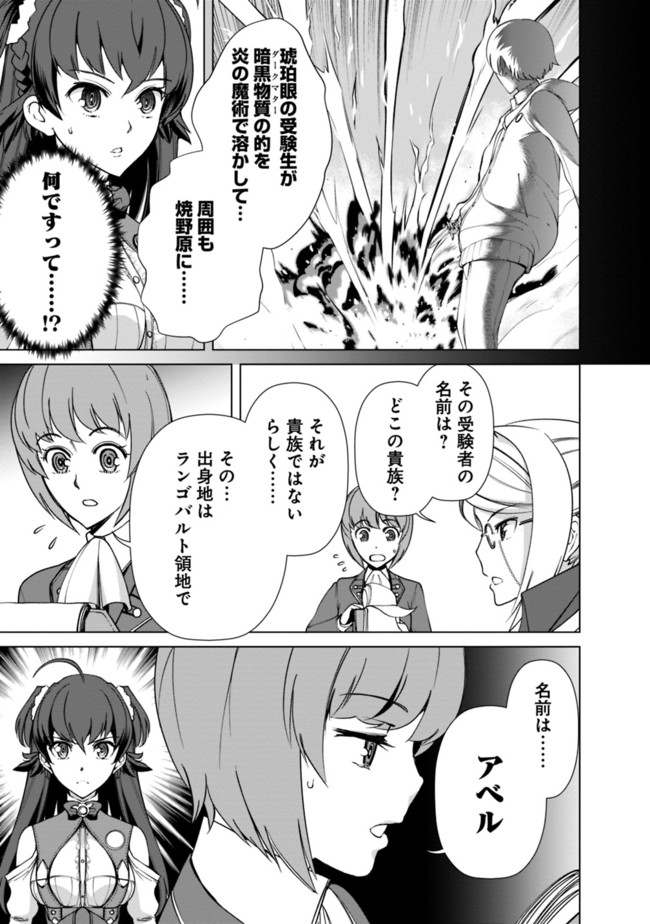 琥珀眼の受験生が
暗黒物質の的を
ダークマター
炎の魔術で溶かして…
周囲も
焼野原に……
何ですって……!?
その受験者の
名前は？
どこの貴族？
それが
貴族ではない
らしく……
その…
出身地は
ランゴバルト領地で
名前は……
アベル